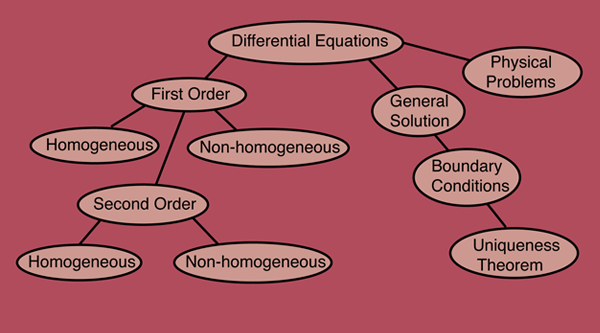 Differential Equations
Physical
Problems
First Order
General
Solution
Homogeneous
Non-homogeneous
Boundary
Conditions
Second Order
Uniqueness
Theorem
Homogeneous
Non-homogeneous